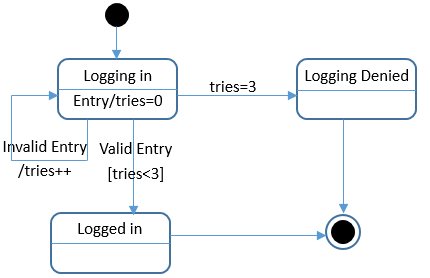 Logging in
Entry/tries=0
tries=3
Logging Denied
Invalid Entry
/tries++
Valid Entry
[tries<3]
Logged in